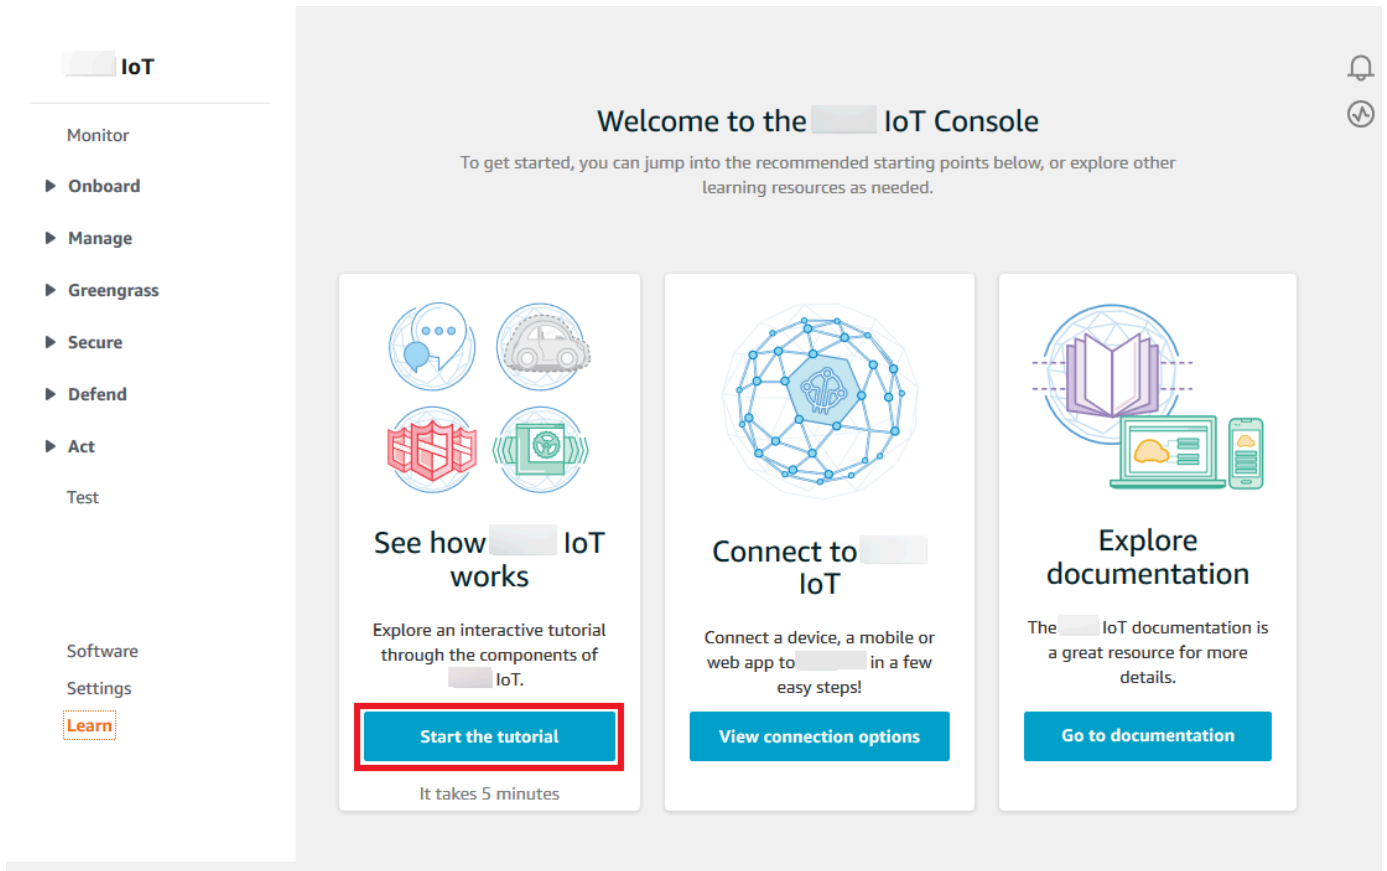 IoT
Monitor
Onboard
Manage
Greengrass
Secure
Defend
Act
Test
Software
Settings
Learn
Welcome to the IoT Console
To get started, you can jump into the recommended starting points below, or explore other
learning resources as needed.
See how IoT
works
Explore an interactive tutorial
through the components of
IoT.
Start the tutorial
It takes 5 minutes
Connect to
IoT
Connect a device, a mobile or
web app to in a few
easy steps!
View connection options
Explore
documentation
The IoT documentation is
a great resource for more
details.
Go to documentation